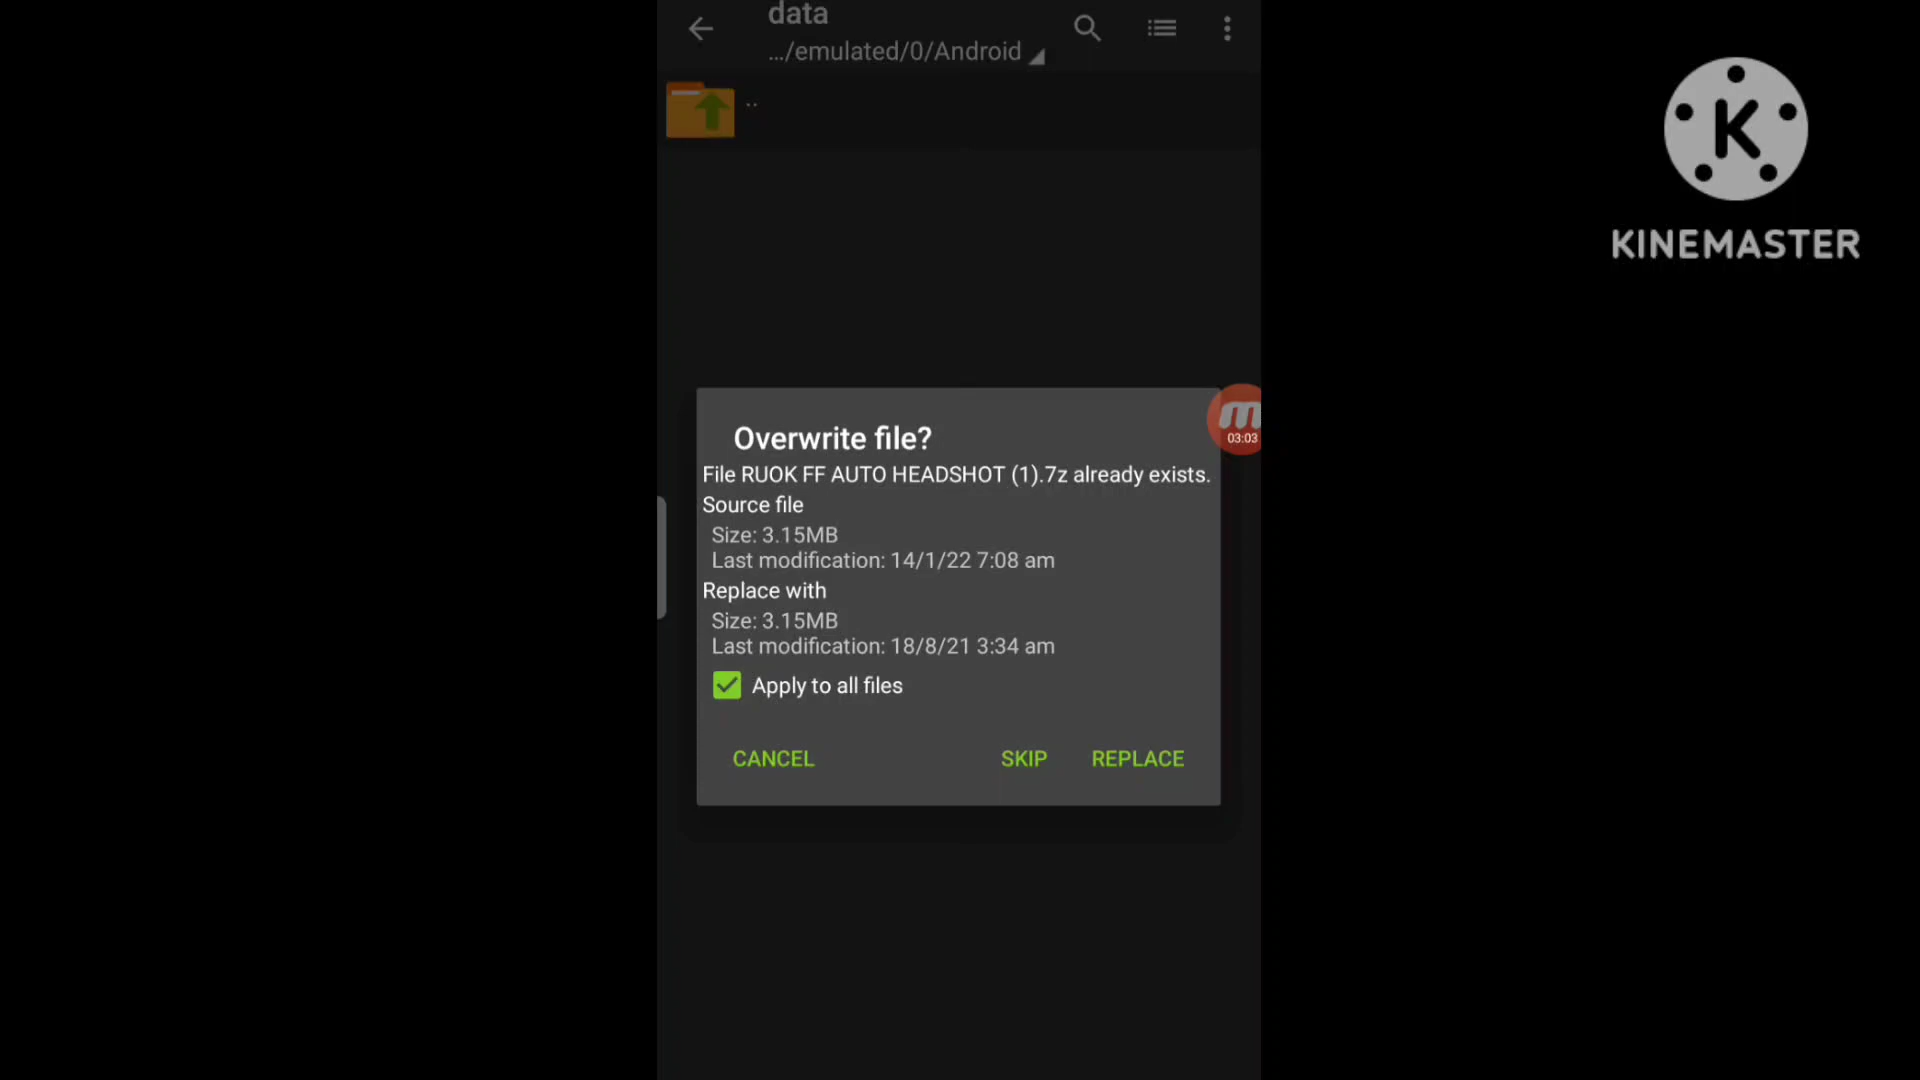 data
.../emulated/0/Android
..
KINEMASTER
03:03
Overwrite file?
File RUOK FF AUTO HEADSHOT (1).7z already exists.
Source file
Size: 3.15MB
Last modification: 14/1/22 7:08 am
Replace with
Size: 3.15MB
Last modification: 18/8/21 3:34 am
Apply to all files
CANCEL SKIP REPLACE